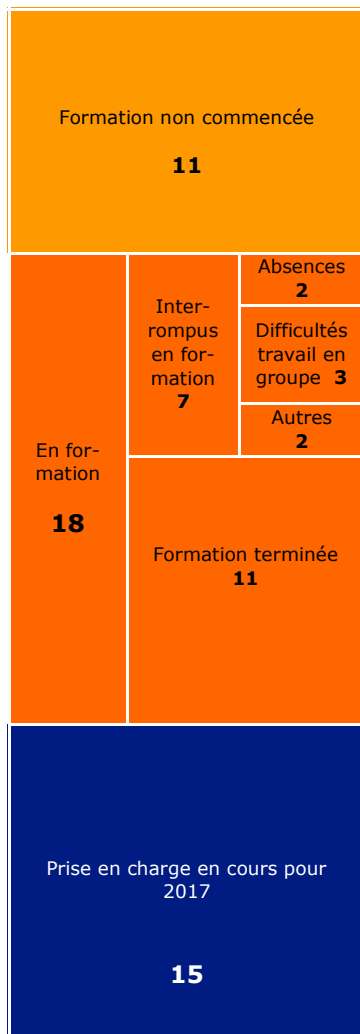 Formation non commencée
11
En for-
mation
18
Inter-
rompus
en for-
mation
7
Absences
2
Difficultés
travail en
groupe 3
Autres
2
Formation terminée
11
Prise en charge en cours pour
2017
15